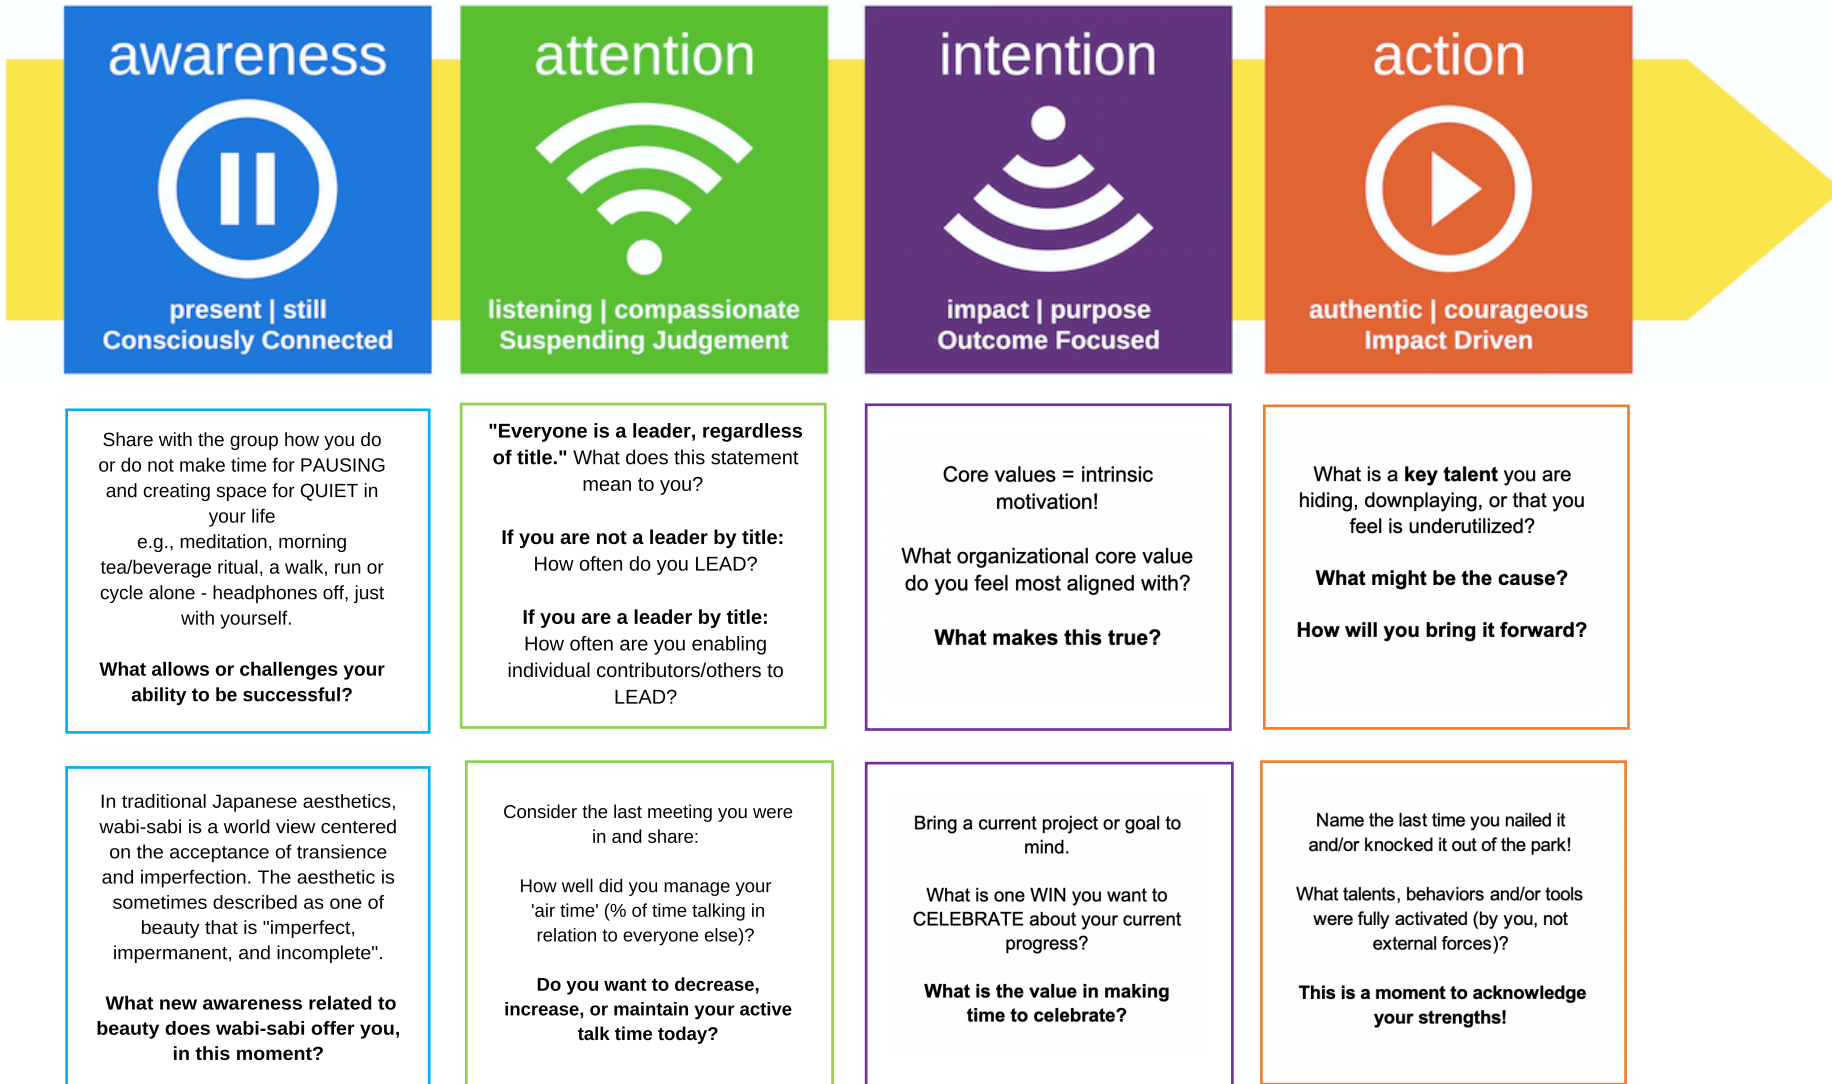 awareness
present | still
Consciously Connected
attention
listening | compassionate
Suspending Judgement
intention
impact | purpose
Outcome Focused
action
authentic | courageous
Impact Driven
Share with the group how you do
or do not make time for PAUSING
and creating space for QUIET in
your life
e.g., meditation, morning
tea/beverage ritual, a walk, run or
cycle alone - headphones off, just
with yourself.
What allows or challenges your
ability to be successful?
"Everyone is a leader, regardless
of title." What does this statement
mean to you?
If you are not a leader by title:
How often do you LEAD?
If you are a leader by title:
How often are you enabling
individual contributors/others to
LEAD?
Core values = intrinsic
motivation!
What organizational core value
do you feel most aligned with?
What makes this true?
What is a key talent you are
hiding, downplaying, or that you
feel is underutilized?
What might be the cause?
How will you bring it forward?
In traditional Japanese aesthetics,
wabi-sabi is a world view centered
on the acceptance of transience
and imperfection. The aesthetic is
sometimes described as one of
beauty that is "imperfect,
impermanent, and incomplete".
What new awareness related to
beauty does wabi-sabi offer you,
in this moment?
Consider the last meeting you were
in and share:
How well did you manage your
'air time' (% of time talking in
relation to everyone else)?
Do you want to decrease,
increase, or maintain your active
talk time today?
Bring a current project or goal to
mind.
What is one WIN you want to
CELEBRATE about your current
progress?
What is the value in making
time to celebrate?
Name the last time you nailed it
and/or knocked it out of the park!
What talents, behaviors and/or tools
were fully activated (by you, not
external forces)?
This is a moment to acknowledge
your strengths!